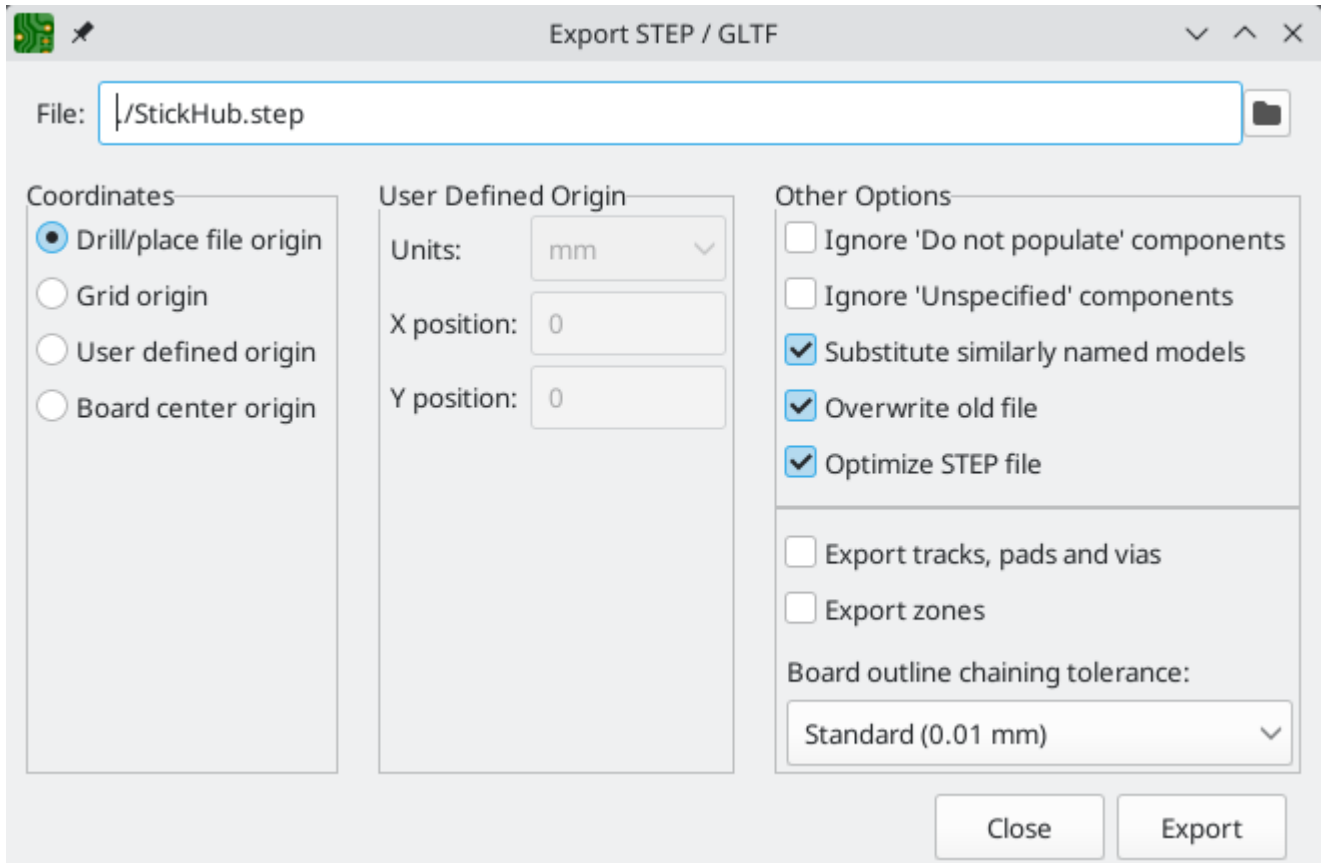 Export STEP / GLTF
File: ./StickHub.step
Coordinates
Drill/place file origin
Grid origin
User defined origin
Board center origin
User Defined Origin
Units: mm
X position: 0
Y position: 0
Other Options
Ignore 'Do not populate' components
Ignore 'Unspecified' components
Substitute similarly named models
Overwrite old file
Optimize STEP file
Export tracks, pads and vias
Export zones
Board outline chaining tolerance:
Standard (0.01 mm)
Close Export